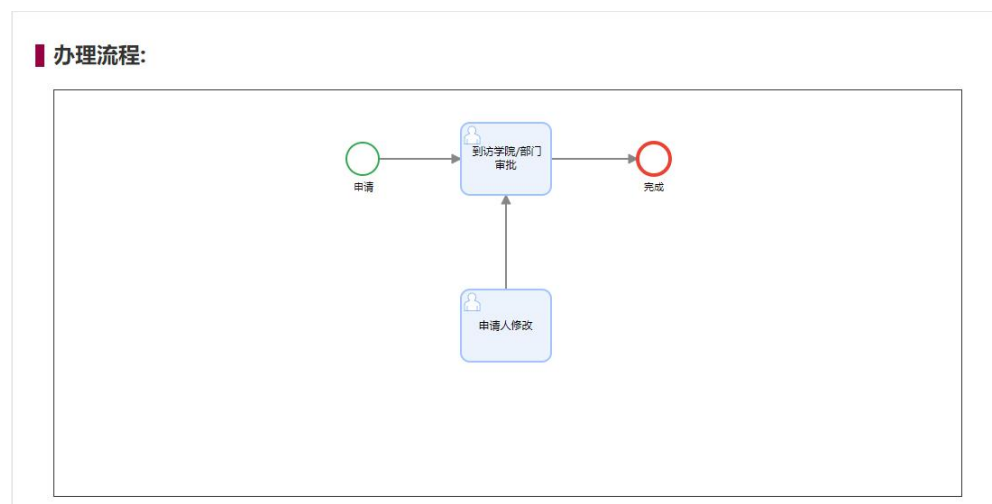 办理流程:
到访学院/部门
审批
申请
完成
申请人修改